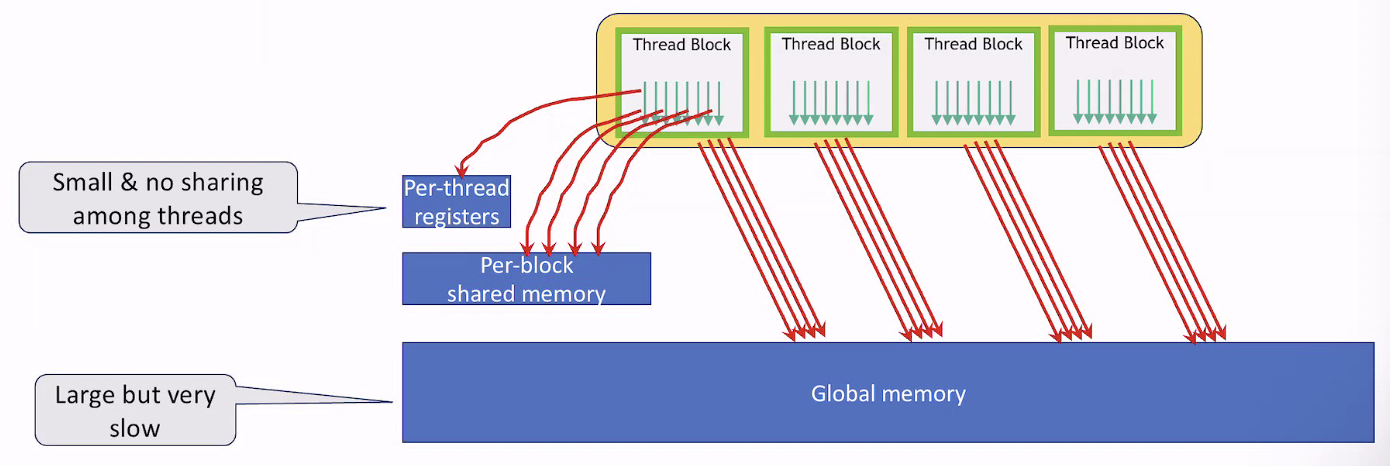 Thread Block
Thread Block
Thread Block
Thread Block
Small & no sharing
among threads
Per-thread
registers
Per-block
shared memory
Large but very
slow
Global memory